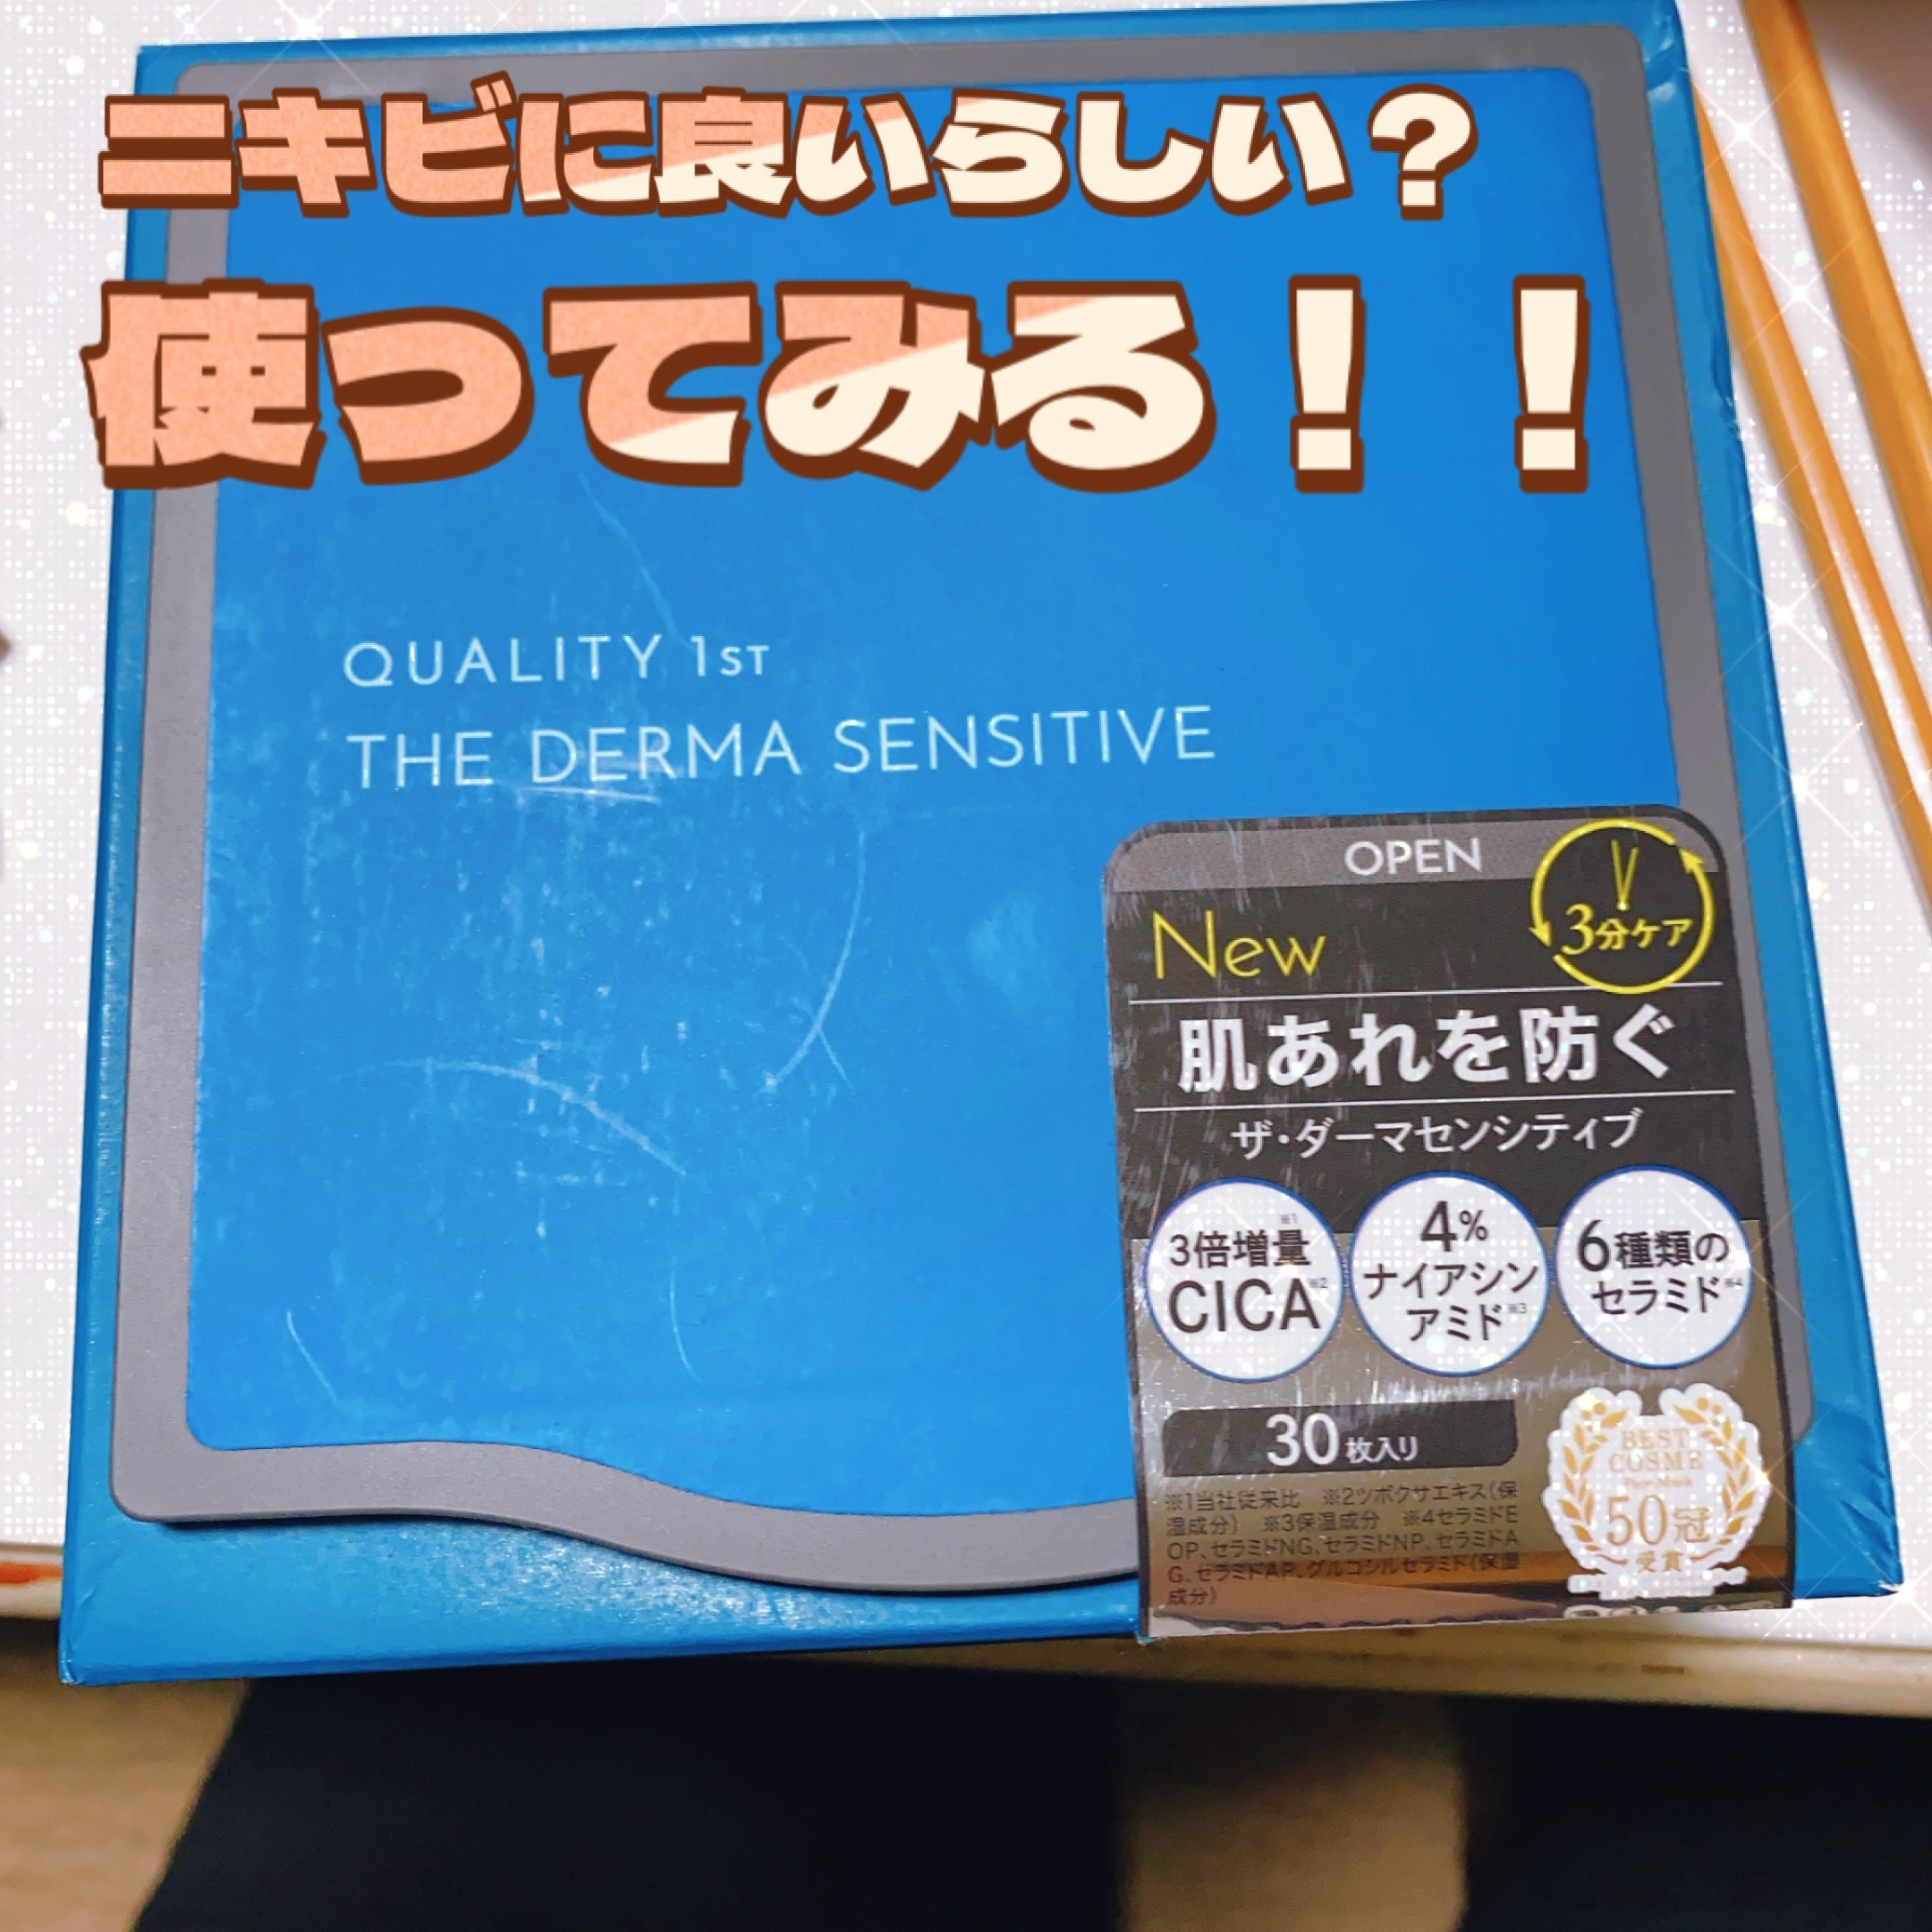 ニキビに良いらしい？
使ってみる！！
QUALITY 1ST
THE DERMA SENSITIVE
OPEN
New
3分ケア
肌あれを防ぐ
ザ・ダーマセンシティブ
3倍増量※1
CICA※2
4%
ナイアシン
アミド※3
6種類の
セラミド※4
30枚入り
BEST
COSME
50冠
受賞
※1当社従来比 ※2ツボクサエキス(保
湿成分) ※3保湿成分 ※4セラミドE
OP、セラミドNG、セラミドNP、セラミドA
G、セラミドAP、グルコシルセラミド(保湿
成分)